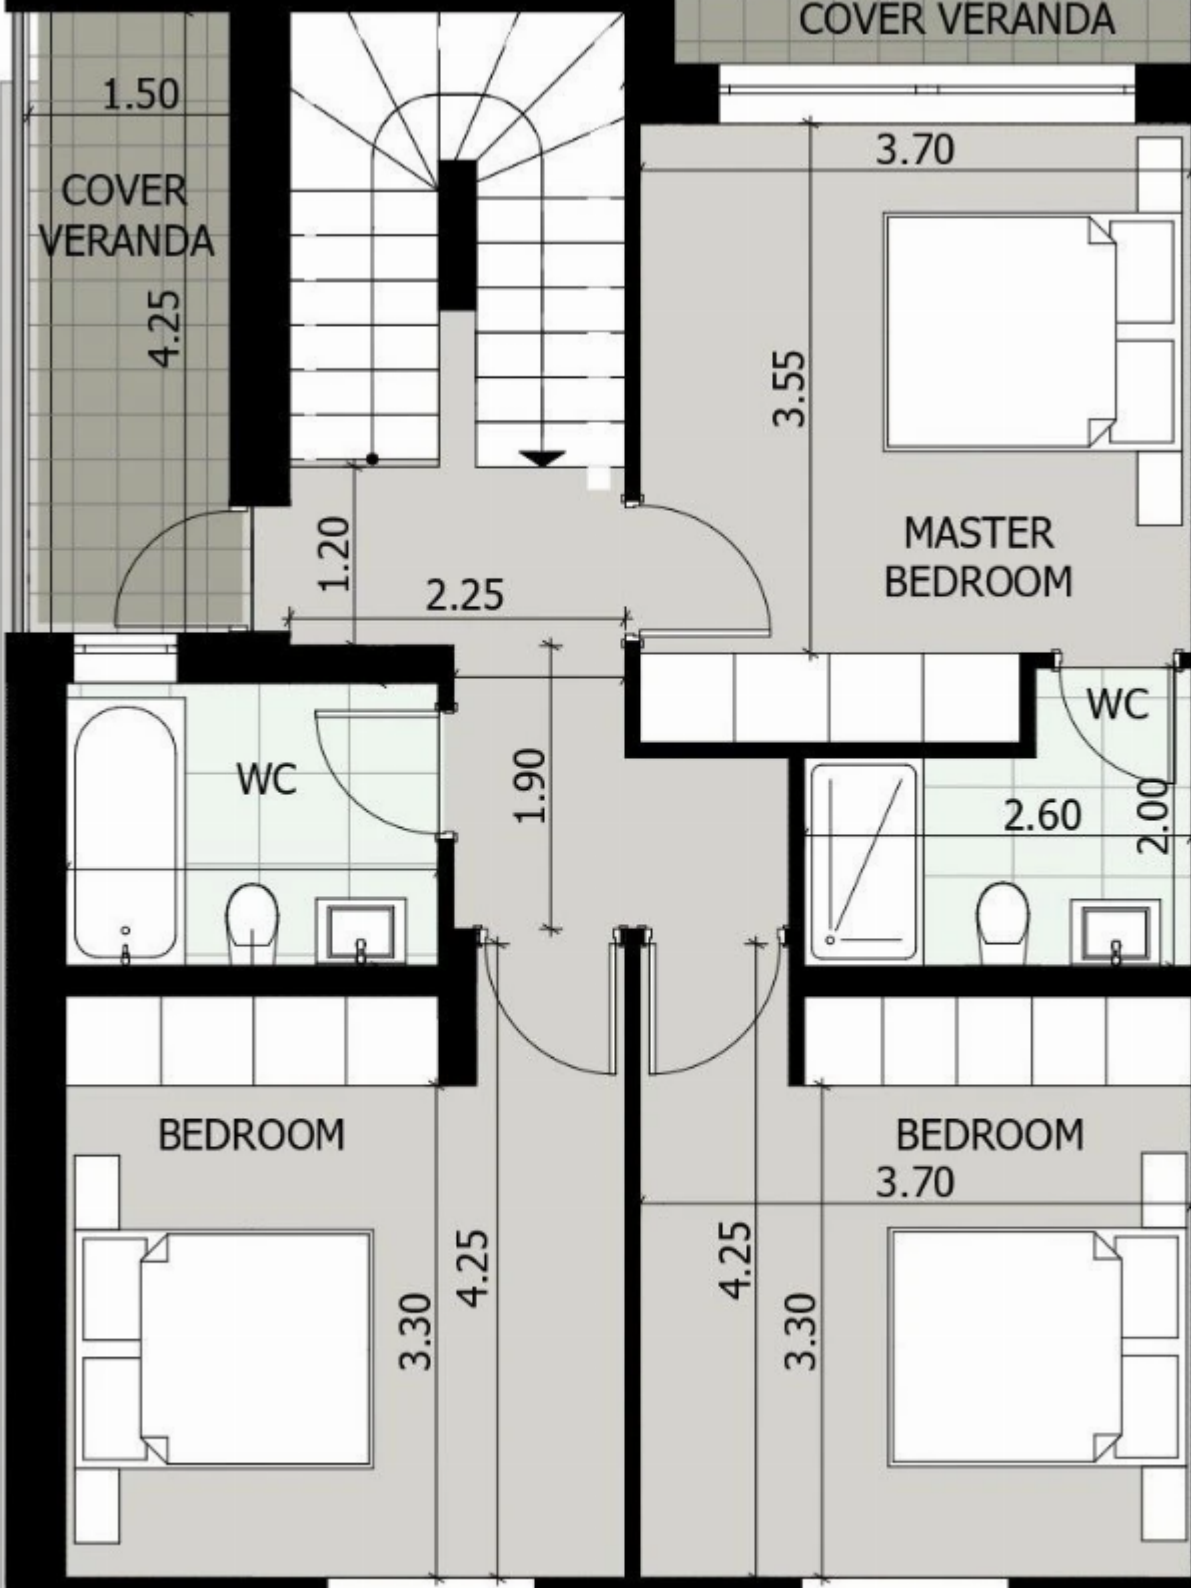 COVER VERANDA
1.50
3.70
COVER
VERANDA
4.25
3.55
MASTER
BEDROOM
1.20
2.25
WC
WC
1.90
2.60
2.00
BEDROOM
BEDROOM
3.70
4.25
4.25
3.30
3.30